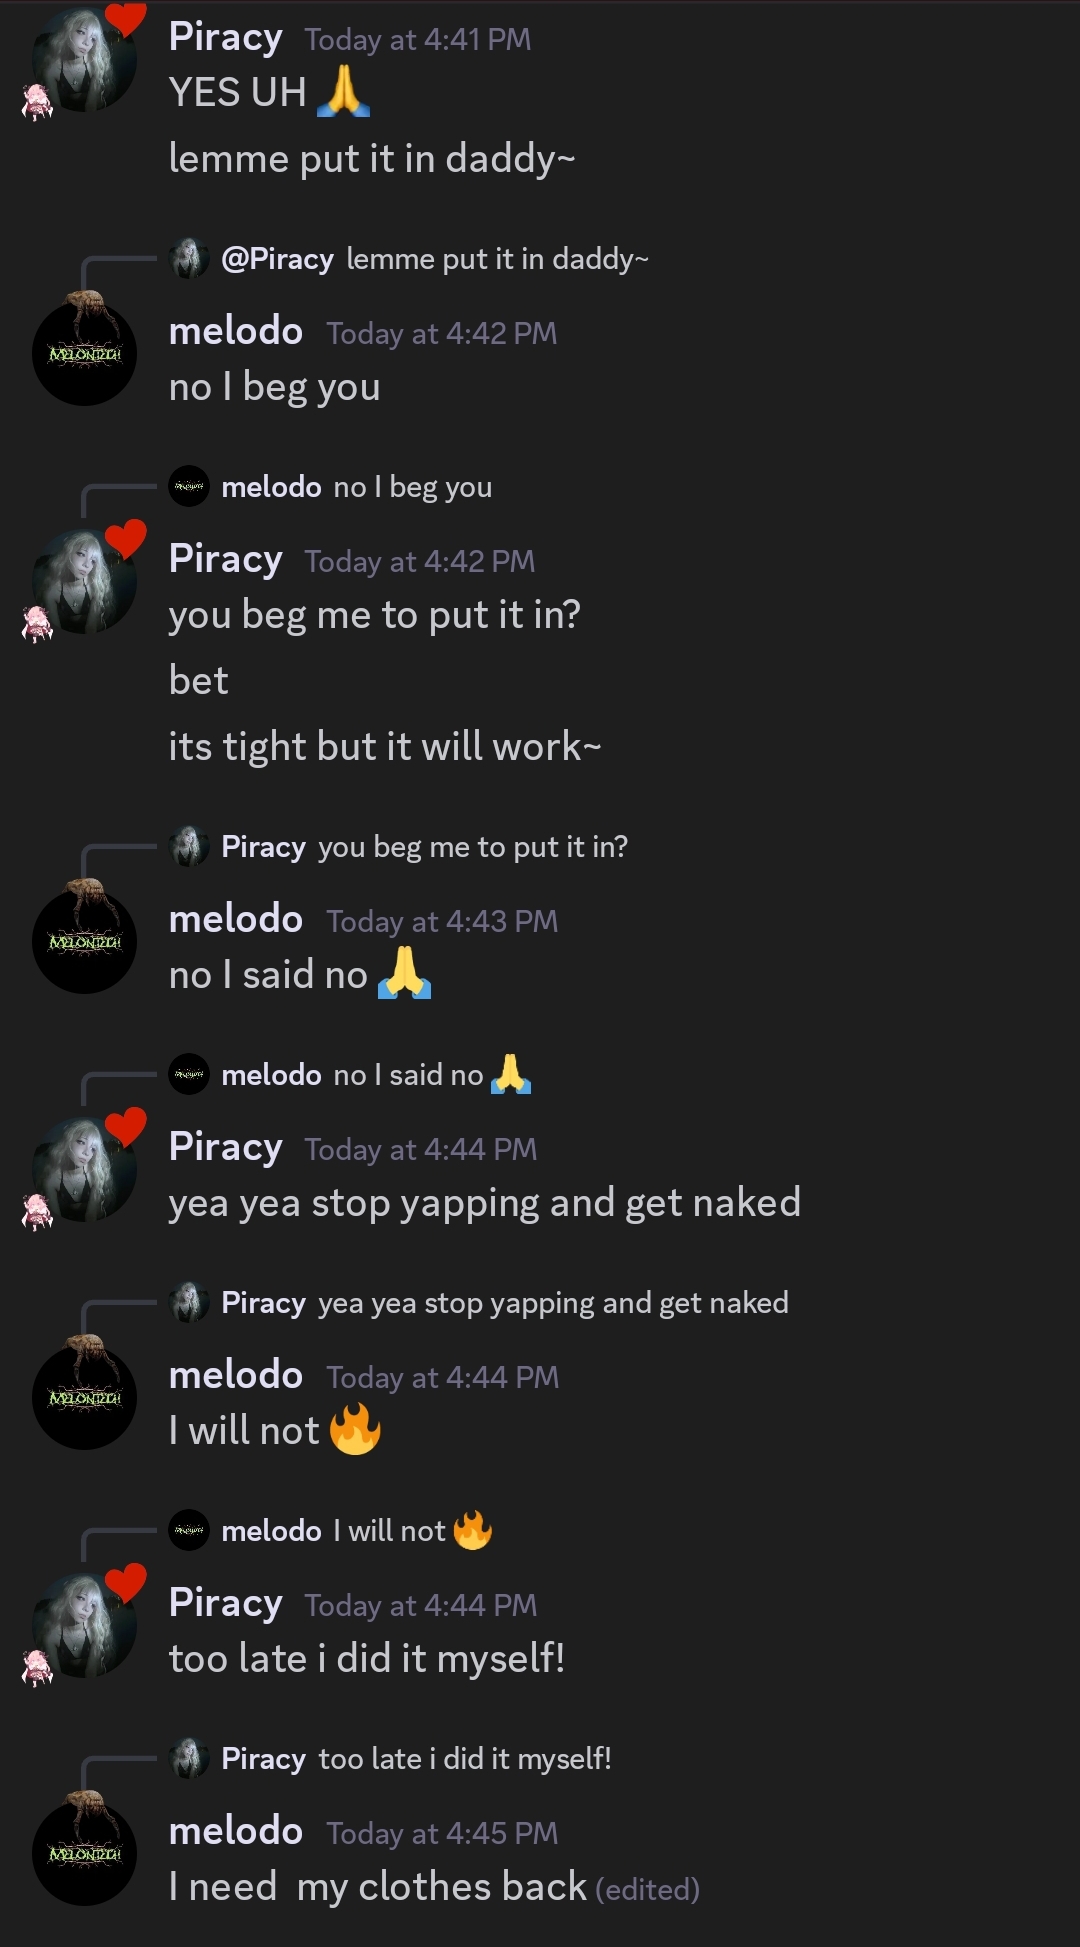 Piracy Today at 4:41 PM
YES UH 🙏
lemme put it in daddy~
@Piracy lemme put it in daddy~
melodo Today at 4:42 PM
no I beg you
melodo no I beg you
Piracy Today at 4:42 PM
you beg me to put it in?
bet
its tight but it will work~
Piracy you beg me to put it in?
melodo Today at 4:43 PM
no I said no 🙏
melodo no I said no 🙏
Piracy Today at 4:44 PM
yea yea stop yapping and get naked
Piracy yea yea stop yapping and get naked
melodo Today at 4:44 PM
I will not 🔥
melodo I will not 🔥
Piracy Today at 4:44 PM
too late i did it myself!
Piracy too late i did it myself!
melodo Today at 4:45 PM
I need  my clothes back (edited)